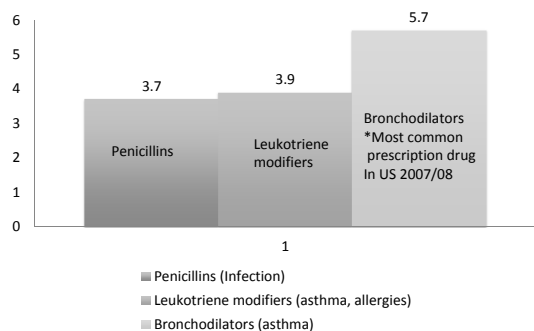 6
5
4
3
2
1
0
3.7
3.9
5.7
Penicillins
Leukotriene
modifiers
Bronchodilators
*Most common
prescription drug
In US 2007/08
1
Penicillins (Infection)
Leukotriene modifiers (asthma, allergies)
Bronchodilators (asthma)